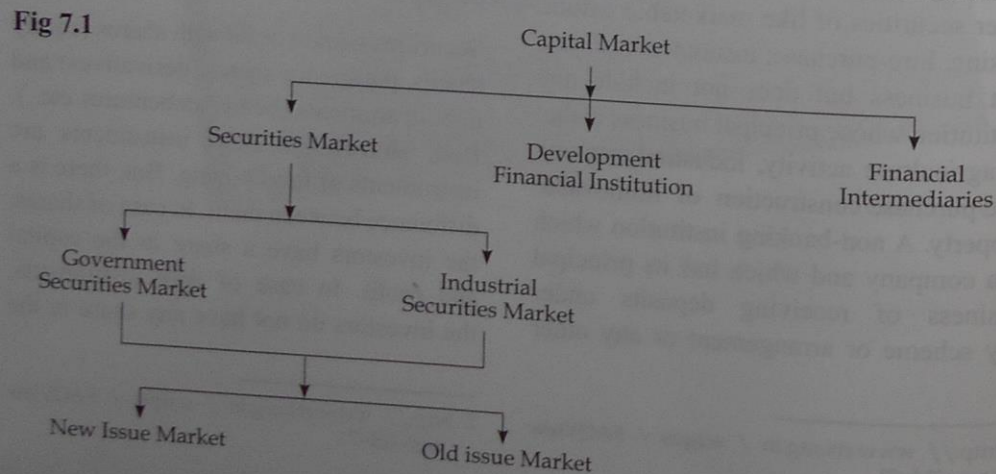 Fig 7.1
Capital Market
Securities Market
Development
Financial Institution
Financial
Intermediaries
Government
Securities Market
Industrial
Securities Market
New Issue Market
Old issue Market